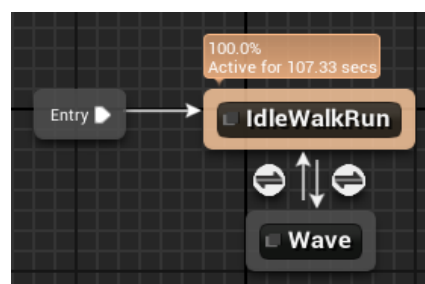 100.0%
Active for 107.33 secs
Entry
IdleWalkRun
Wave